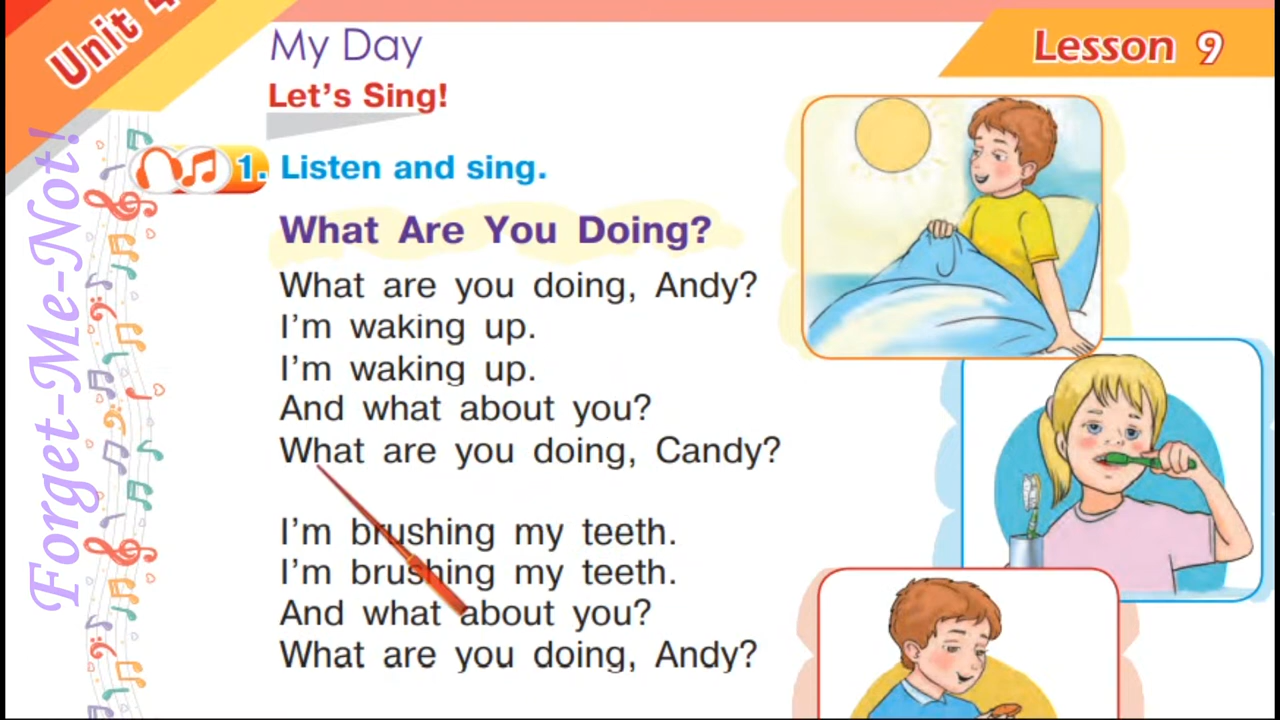 Unit 4
My Day
Lesson 9
Let's Sing!
1. Listen and sing.
What Are You Doing?
What are you doing, Andy?
I'm waking up.
I'm waking up.
And what about you?
What are you doing, Candy?
I'm brushing my teeth.
I'm brushing my teeth.
And what about you?
What are you doing, Andy?
Forget-Me-Not!